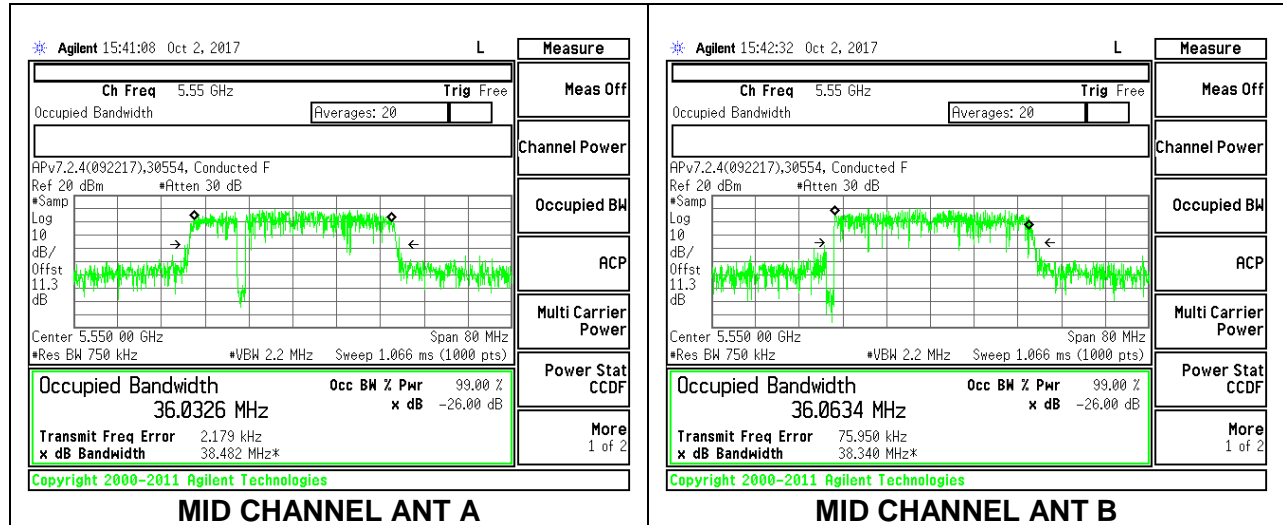 Agilent 15:41:08 Oct 2, 2017 L
Measure
Ch Freq 5.55 GHz Trig Free
Meas Off
Occupied Bandwidth Averages: 20
Channel Power
APv7.2.4(092217),30554, Conducted F
Ref 20 dBm #Atten 30 dB
Occupied BW
#Samp
Log
10
dB/
Offst
11.3
dB
ACP
Multi Carrier
Power
Center 5.550 00 GHz Span 80 MHz
#Res BW 750 kHz #VBW 2.2 MHz Sweep 1.066 ms (1000 pts)
Power Stat
CCDF
Occupied Bandwidth Occ BW % Pwr 99.00 %
36.0326 MHz x dB -26.00 dB
More
1 of 2
Transmit Freq Error 2.179 kHz
x dB Bandwidth 38.482 MHz*
Copyright 2000-2011 Agilent Technologies
MID CHANNEL ANT A
Agilent 15:42:32 Oct 2, 2017 L
Measure
Ch Freq 5.55 GHz Trig Free
Meas Off
Occupied Bandwidth Averages: 20
Channel Power
APv7.2.4(092217),30554, Conducted F
Ref 20 dBm #Atten 30 dB
Occupied BW
#Samp
Log
10
dB/
Offst
11.3
dB
ACP
Multi Carrier
Power
Center 5.550 00 GHz Span 80 MHz
#Res BW 750 kHz #VBW 2.2 MHz Sweep 1.066 ms (1000 pts)
Power Stat
CCDF
Occupied Bandwidth Occ BW % Pwr 99.00 %
36.0634 MHz x dB -26.00 dB
More
1 of 2
Transmit Freq Error 75.950 kHz
x dB Bandwidth 38.340 MHz*
Copyright 2000-2011 Agilent Technologies
MID CHANNEL ANT B